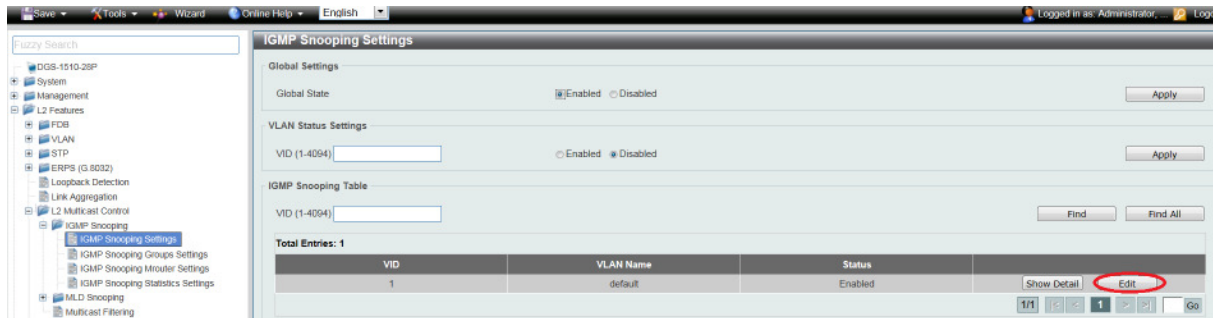 Save Tools Wizard Online Help English Logged in as: Administrator, ...
Fuzzy Search
DGS-1510-28P
System
Management
L2 Features
FDB
VLAN
STP
ERPS (G.8032)
Loopback Detection
Link Aggregation
L2 Multicast Control
IGMP Snooping
IGMP Snooping Settings
IGMP Snooping Groups Settings
IGMP Snooping Mrouter Settings
IGMP Snooping Statistics Settings
MLD Snooping
Multicast Filtering
IGMP Snooping Settings
Global Settings
Global State Enabled Disabled Apply
VLAN Status Settings
VID (1-4094) Enabled Disabled Apply
IGMP Snooping Table
VID (1-4094) Find Find All
Total Entries: 1
VID VLAN Name Status
1 default Enabled Show Detail Edit
1/1 |< < 1 > >| Go